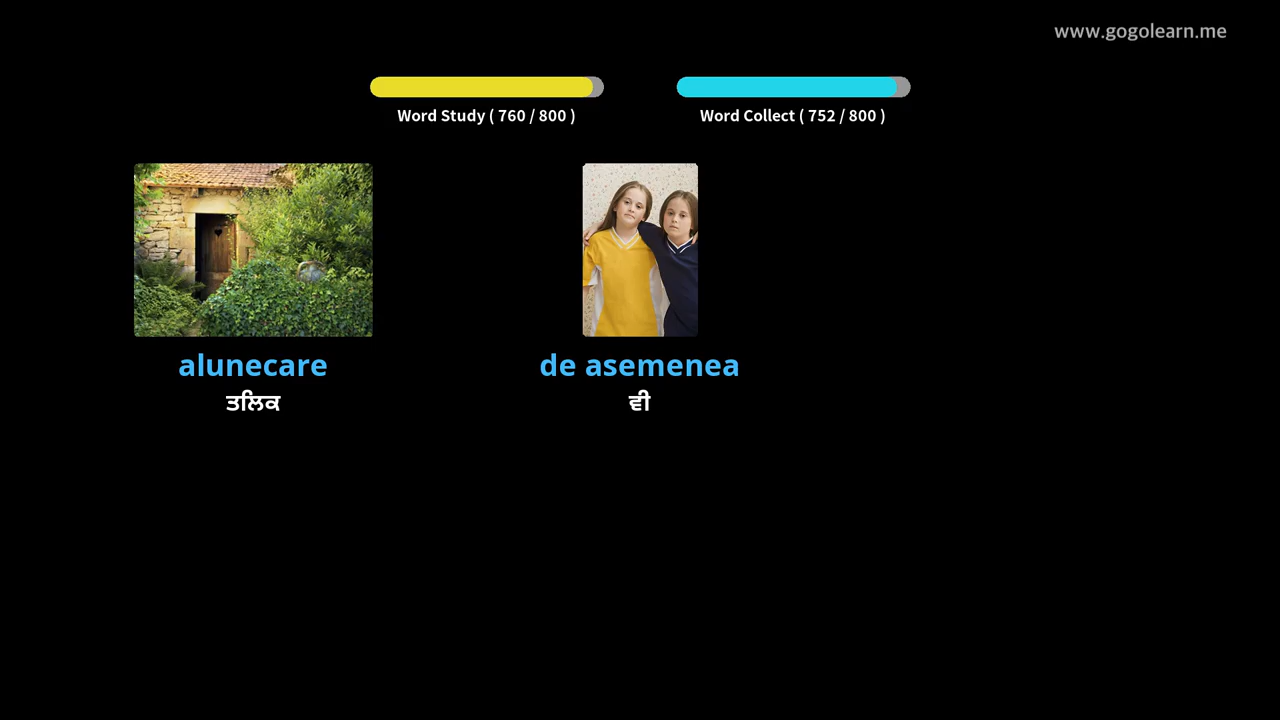 www.gogolearn.me
Word Study ( 760 / 800 )
Word Collect ( 752 / 800 )
alunecare
ਤਲਿਕ
de asemenea
ਵੀ